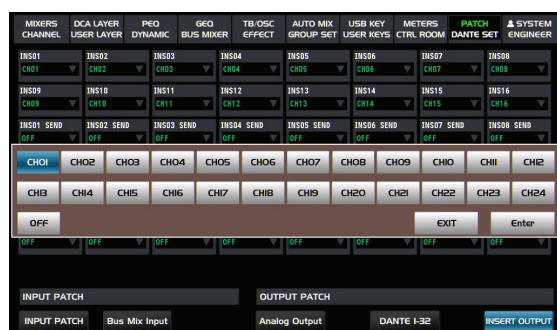 MIXERS DCA LAYER PEQ GEQ TB/OSC AUTO MIX USB KEY METERS PATCH SYSTEM
CHANNEL USER LAYER DYNAMIC BUS MIXER EFFECT GROUP SET USER KEYS CTRL ROOM DANTE SET ENGINEER
INS01 INS02 INS03 INS04 INS05 INS06 INS07 INS08
CH01 CH02 CH03 CH04 CH05 CH06 CH07 CH08
INS09 INS10 INS11 INS12 INS13 INS14 INS15 INS16
CH09 CH10 CH11 CH12 CH13 CH14 CH15 CH16
INS01 SEND INS02 SEND INS03 SEND INS04 SEND INS05 SEND INS06 SEND INS07 SEND INS08 SEND
OFF OFF OFF OFF OFF OFF OFF OFF
CH01 CH02 CH03 CH04 CH05 CH06 CH07 CH08 CH09 CH10 CH11 CH12
CH13 CH14 CH15 CH16 CH17 CH18 CH19 CH20 CH21 CH22 CH23 CH24
OFF EXIT Enter
OFF OFF OFF OFF OFF OFF OFF OFF
INPUT PATCH OUTPUT PATCH
INPUT PATCH Bus Mix Input Analog Output DANTE 1-32 INSERT OUTPUT